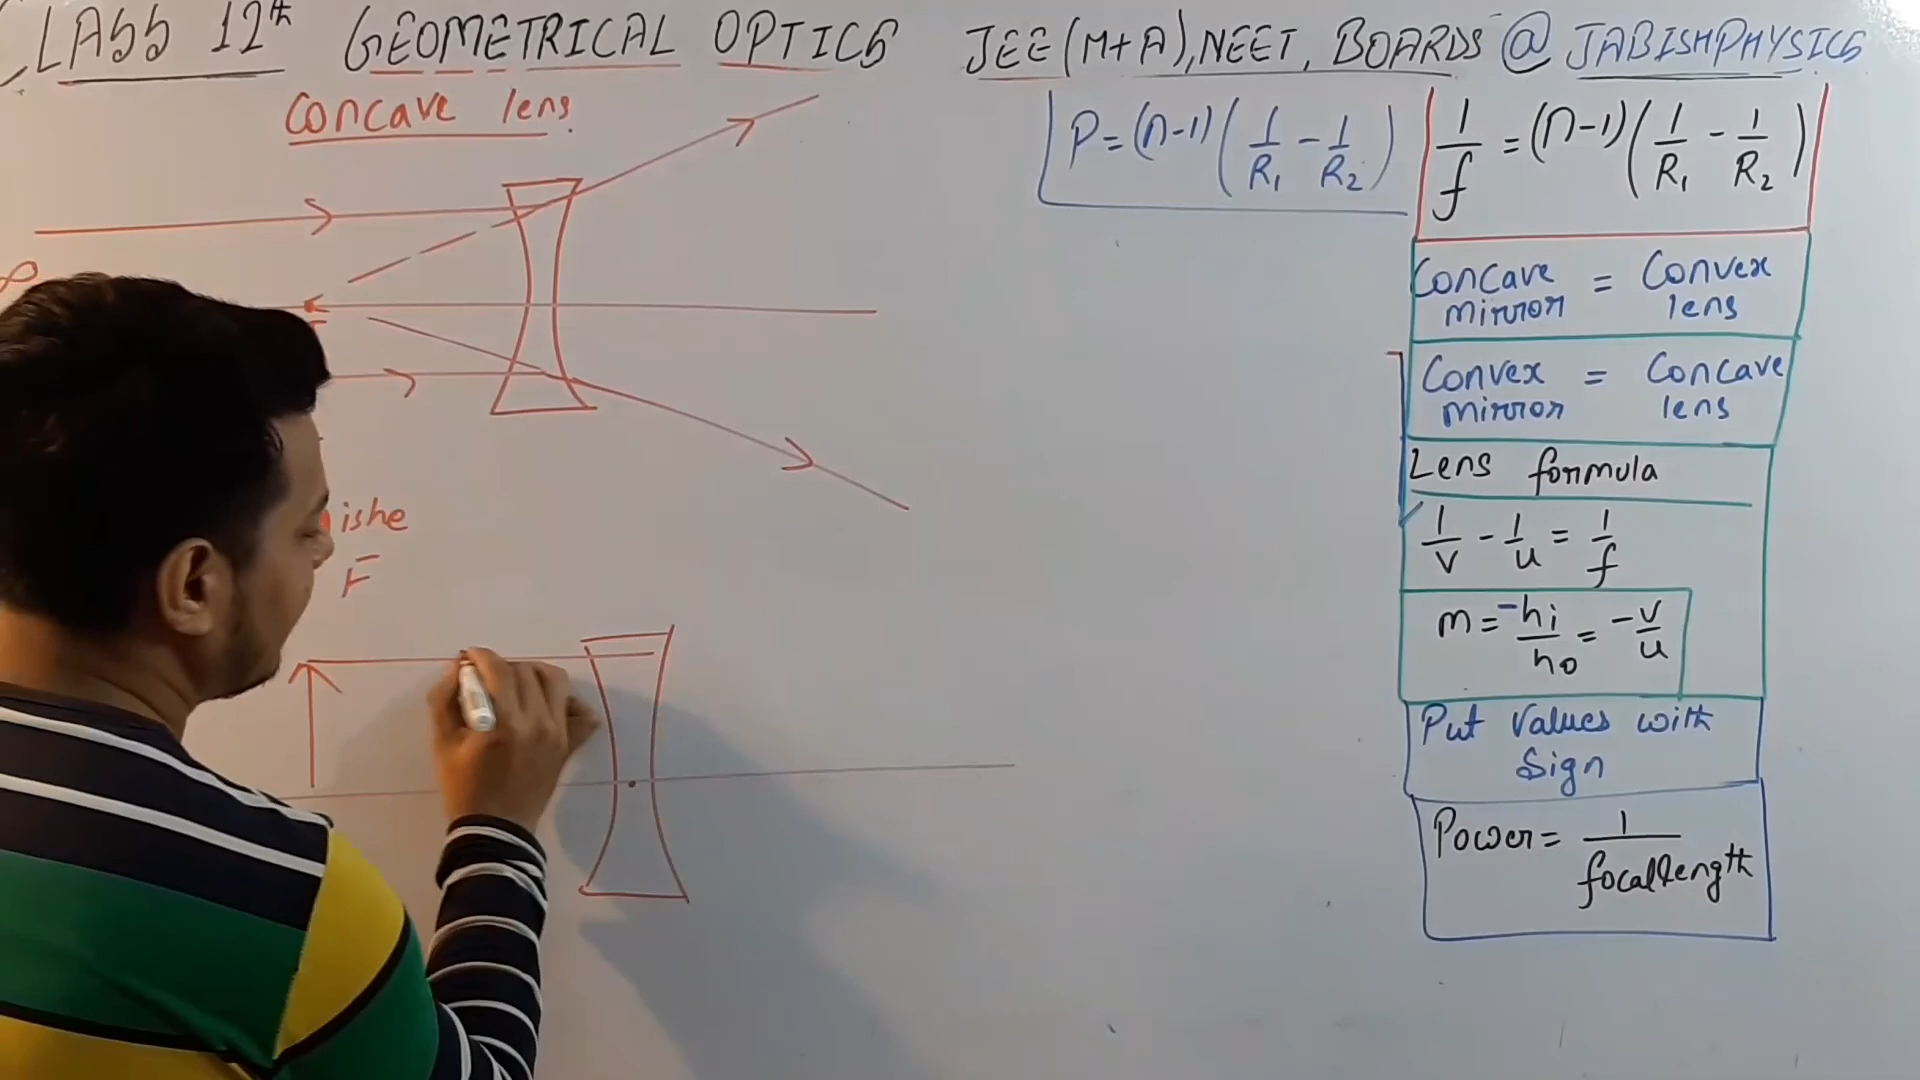 CLASS 12th GEOMETRICAL OPTICS JEE(M+A), NEET, BOARDS @ JABISHPHYSICS
Concave lens.
∞
ishe
F
P = (n-1)(1/R1 - 1/R2)
1/f = (n-1)(1/R1 - 1/R2)
Concave mirror = Convex lens
Convex mirror = Concave lens
Lens formula
1/v - 1/u = 1/f
m = -hi/ho = -v/u
Put values with
Sign
Power = 1/focal length